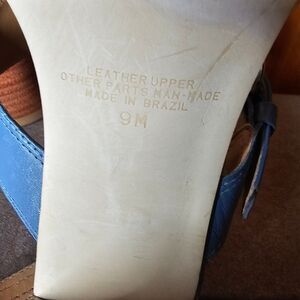 LEATHER UPPER
OTHER PARTS MAN-MADE
MADE IN BRAZIL
9M